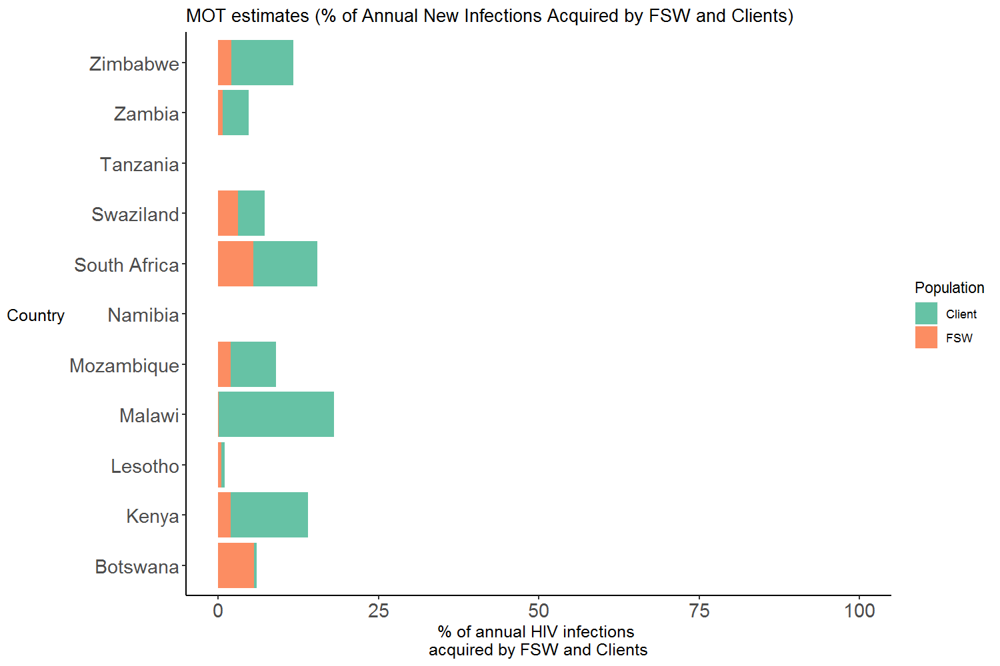 MOT estimates (% of Annual New Infections Acquired by FSW and Clients)
Zimbabwe
Zambia
Tanzania
Swaziland
South Africa
Namibia
Mozambique
Malawi
Lesotho
Kenya
Botswana
Country
0 25 50 75 100
% of annual HIV infections
acquired by FSW and Clients
Population
Client
FSW